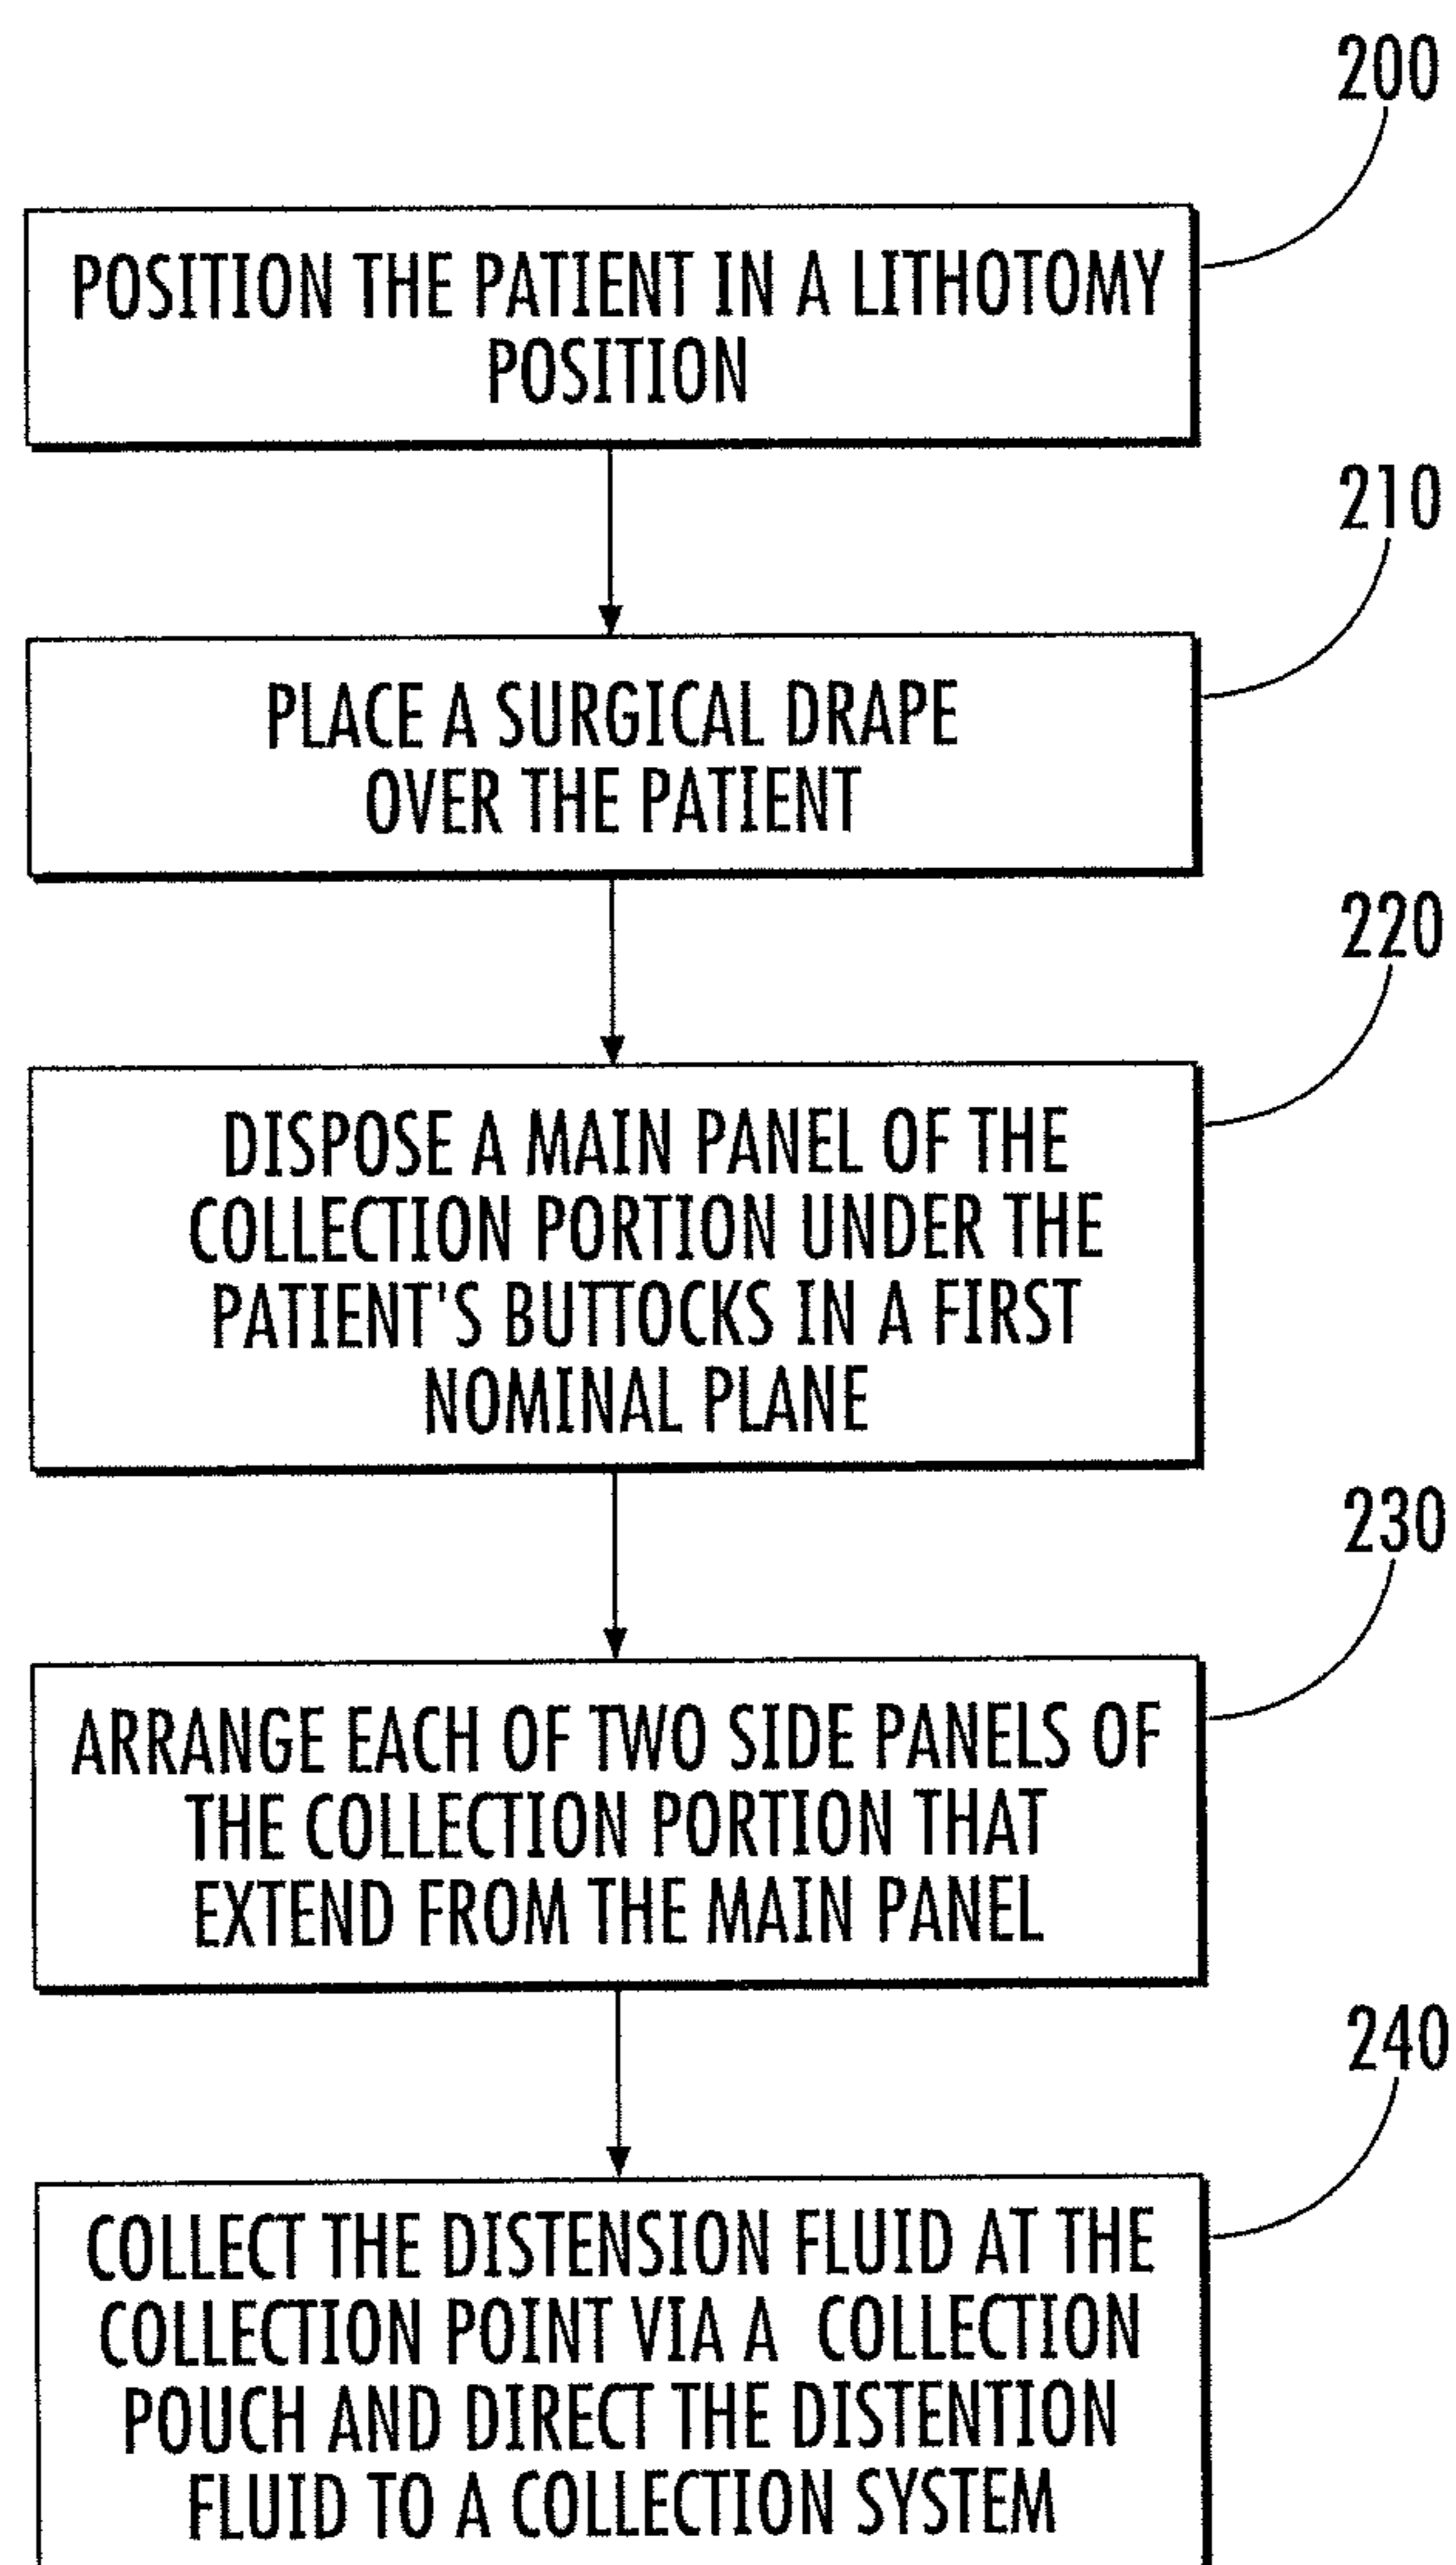 200
POSITION THE PATIENT IN A LITHOTOMY
POSITION
210
PLACE A SURGICAL DRAPE
OVER THE PATIENT
220
DISPOSE A MAIN PANEL OF THE
COLLECTION PORTION UNDER THE
PATIENT'S BUTTOCKS IN A FIRST
NOMINAL PLANE
230
ARRANGE EACH OF TWO SIDE PANELS OF
THE COLLECTION PORTION THAT
EXTEND FROM THE MAIN PANEL
240
COLLECT THE DISTENSION FLUID AT THE
COLLECTION POINT VIA A COLLECTION
POUCH AND DIRECT THE DISTENTION
FLUID TO A COLLECTION SYSTEM